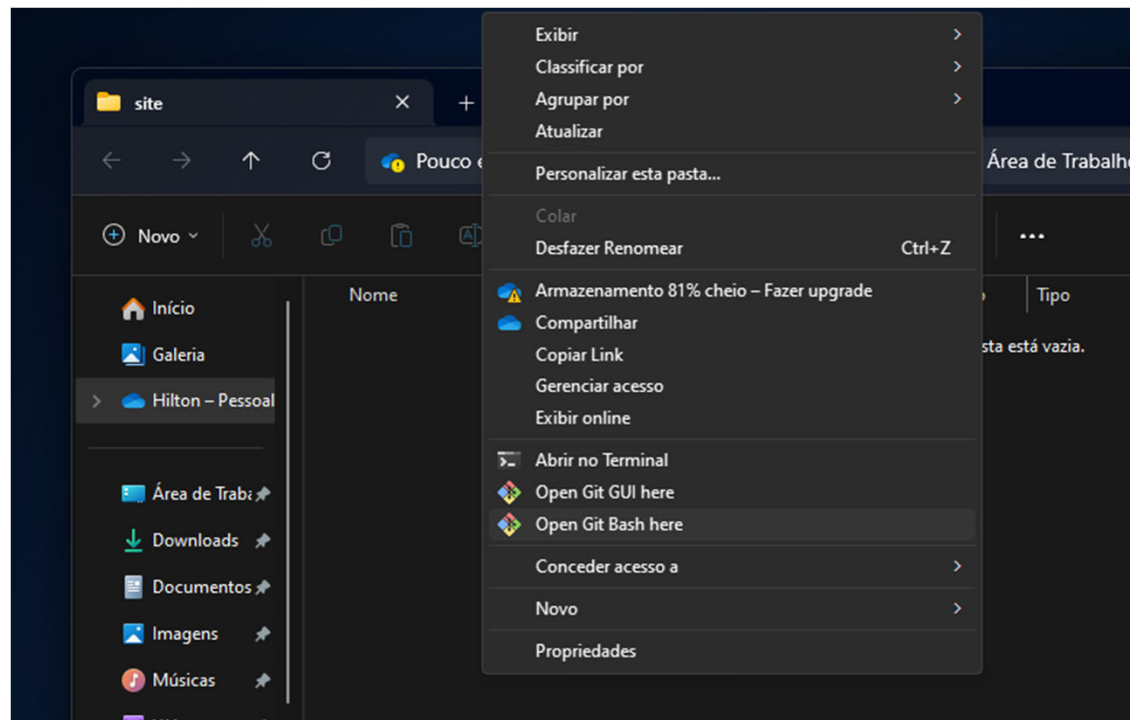 Exibir
Classificar por
site
Agrupar por
Atualizar
Pouco e
Área de Trabalh
Personalizar esta pasta...
Colar
Novo
Desfazer Renomear Ctrl+Z
Nome
Tipo
Armazenamento 81% cheio – Fazer upgrade
Início
Compartilhar
sta está vazia.
Galeria
Copiar Link
Gerenciar acesso
Hilton – Pessoal
Exibir online
Abrir no Terminal
Área de Traba
Open Git GUI here
Open Git Bash here
Downloads
Conceder acesso a
Documentos
Novo
Imagens
Propriedades
Músicas